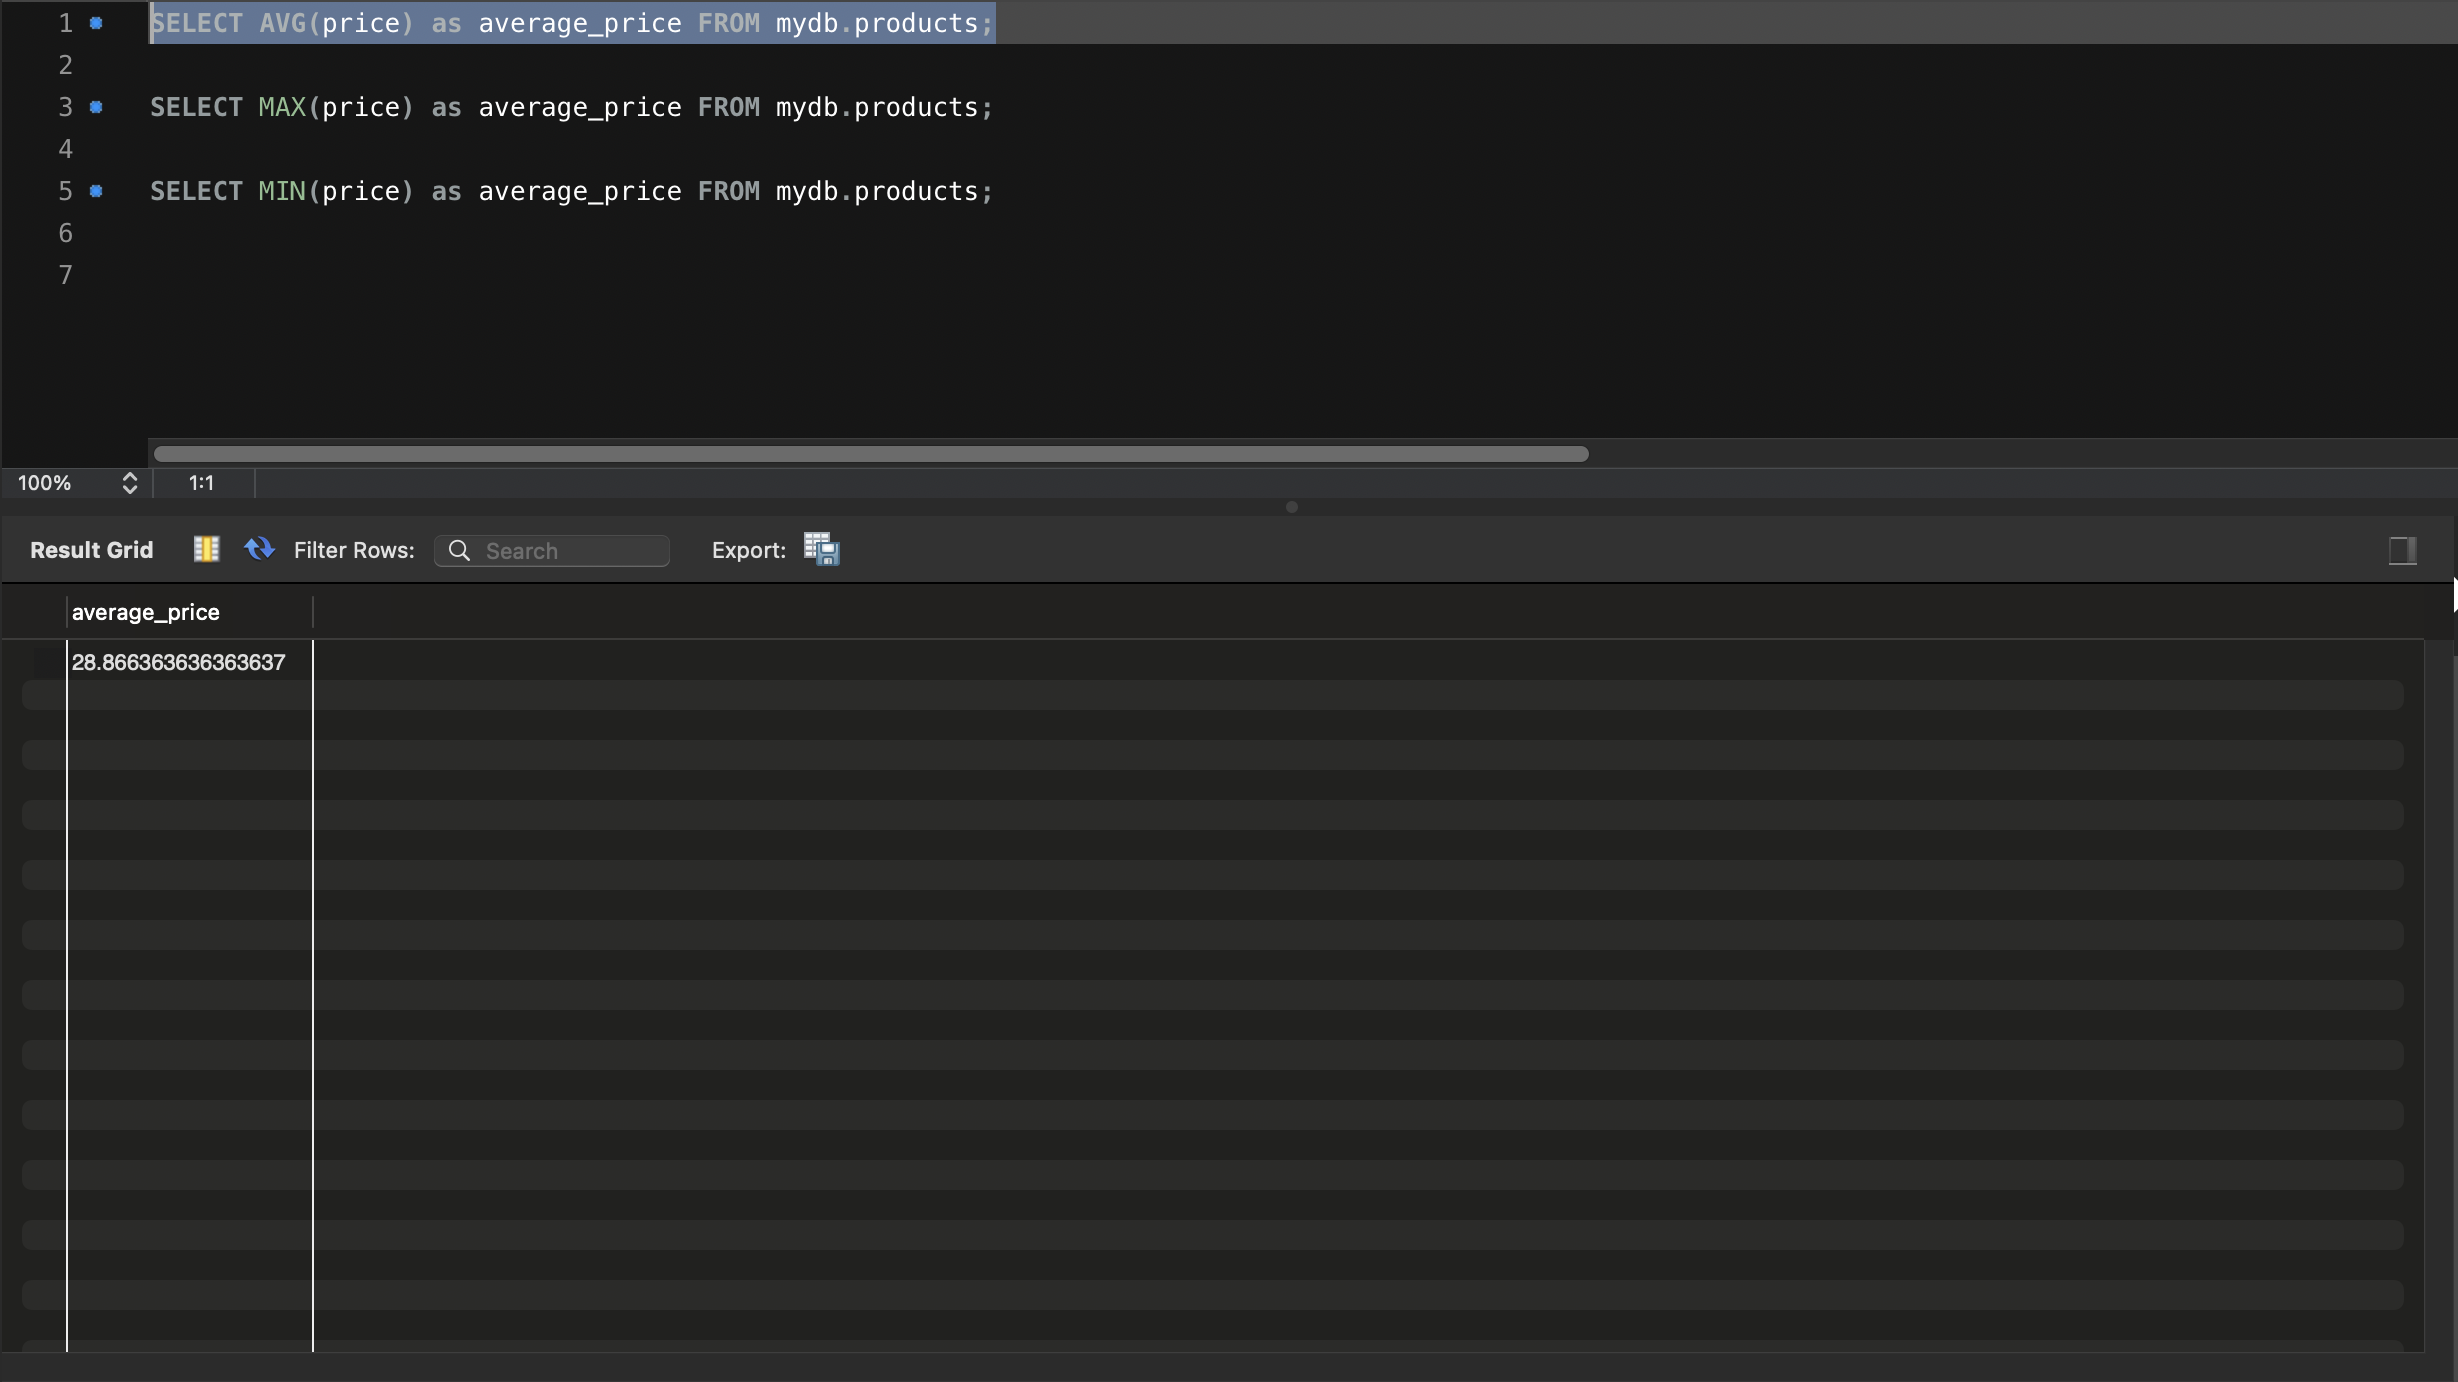 1 SELECT AVG(price) as average_price FROM mydb.products;
2
3 SELECT MAX(price) as average_price FROM mydb.products;
4
5 SELECT MIN(price) as average_price FROM mydb.products;
6
7
100% 1:1
Result Grid Filter Rows: Search Export:
average_price
28.866363636363637